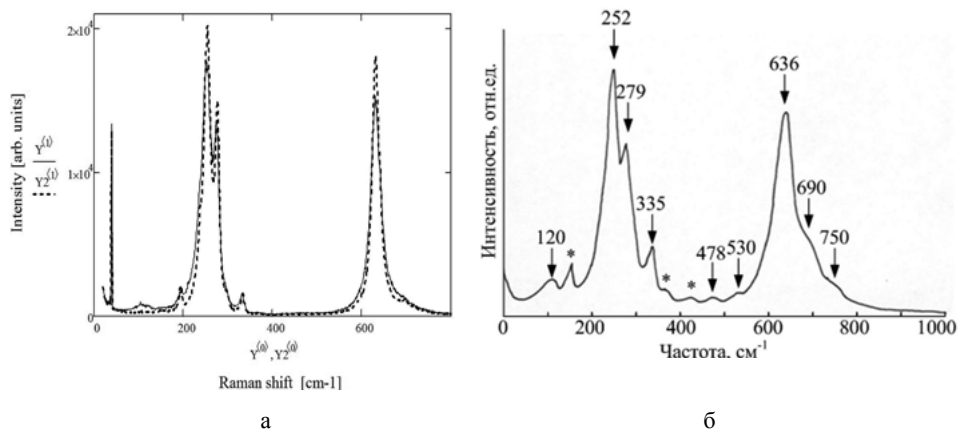 2×10⁴
1×10⁴
0
Intensity [arb. units]
Y⟨1⟩
Y2⟨1⟩
0 200 400 600
Y⟨0⟩, Y2⟨0⟩
Raman shift [cm-1]
а
Интенсивность, отн.ед.
252
279
335
120
*
*
*
478
530
636
690
750
0 200 400 600 800 1000
Частота, см⁻¹
б